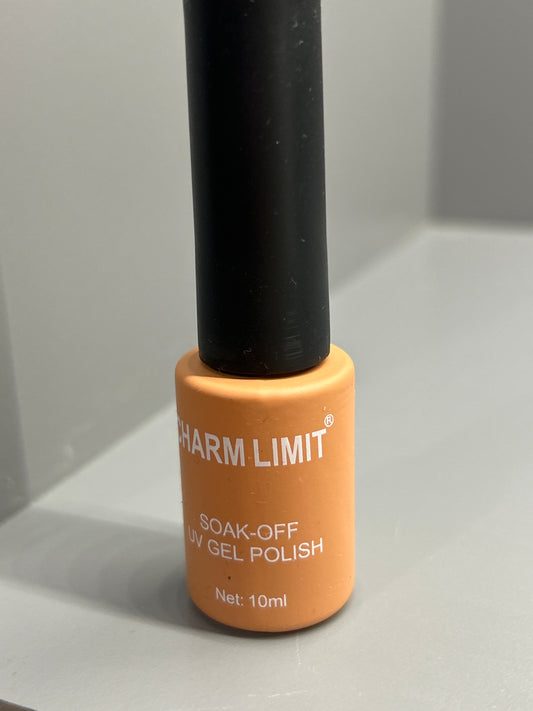 CHARM LIMIT®
SOAK-OFF
UV GEL POLISH
Net: 10ml